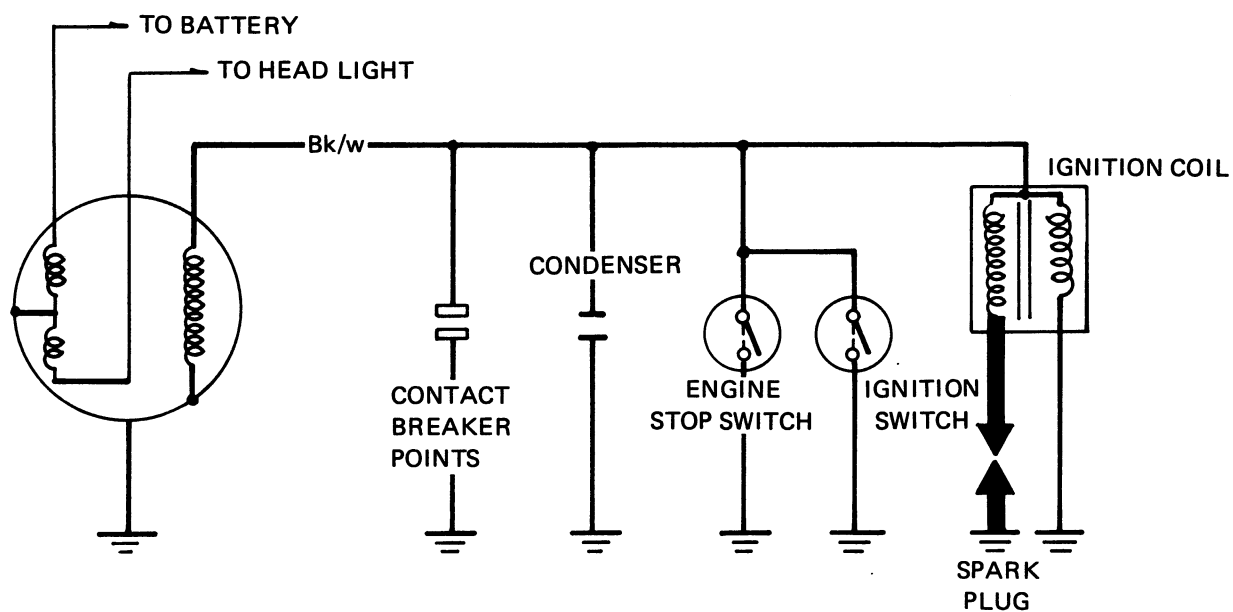 TO BATTERY
TO HEAD LIGHT
Bk/w
IGNITION COIL
CONDENSER
CONTACT
BREAKER
POINTS
ENGINE
STOP SWITCH
IGNITION
SWITCH
SPARK
PLUG